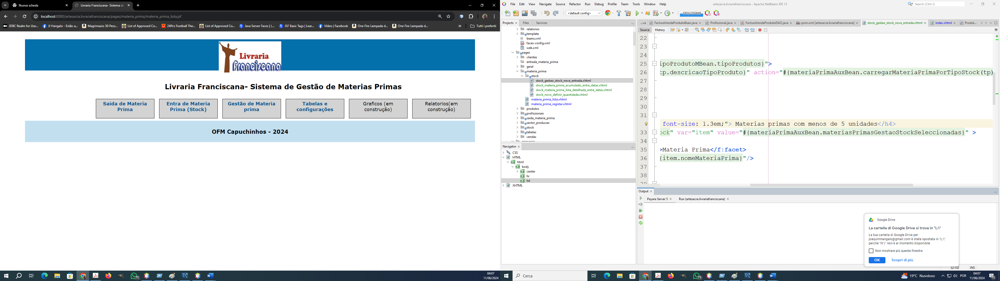 Nuova scheda
Livraria Franciscana- Sistema de
localhost:8080/artesacra.livrariafranciscana/pages/materia_prima/materia_prima_lista.jsf
JDBC Realm for Use...
JJ Hangalo - Estão a...
Magrimaxio 30 Pezz...
List of Approved Co...
24Pcs Football The...
List of Approved Co...
Java Server Faces | L...
JSF Basic Tags | Lear...
Vídeo | Facebook
One Fire Lampada d...
One Fire Lampada d...
»
Tutti i preferiti
Livraria
Franciscana
Livraria Franciscana- Sistema de Gestão de Materias Primas
Saida de Materia
Prima
Entra de Materia
Prima (Stock)
Gestão de Materia
prima
Tabelas e
configurações
Graficos (em
construção)
Relatorios(em
construção)
OFM Capuchinhos - 2024
75
04:07
11/06/2024
File Edit View Navigate Source Refactor Run Debug Profile Team Tools Window Help
artesacra.livrariafranciscana - Apache NetBeans IDE 15
Search (Ctrl+I)
<default config>
1003/2350MB
Projects
Files
Services
relatorios
template
beans.xml
faces-config.xml
web.xml
pages
clientes
entrada_materia_prima
geral
materia_prima
stock
stock_gestao_stock_nova_entrada.xhtml
stock_materia_prima_acumulado_entre_datas.xhtml
stock_materia_prima_lista_detalhada_entre_datas.xhtml
stock_novo_definir_quantidade.xhtml
materia_prima_lista.xhtml
materia_prima_registar.xhtml
produtos
profissionais
saida_materia_prima
sector_producao
stock
tabelas
vendas
resources
Navigator
CSS
HTML
html
body
center
hr
h4
XHTML
...va
FacturaVendaProdutoBean.java
Profissional.java
FacturaVendaProdutoDAO.java
pom.xml [artesacra.livrariafranciscana]
stock_gestao_stock_nova_entrada.xhtml
index.xhtml
Produt...
Source
History
22
23
24
25 ipoProdutoMBean.tipoProdutos}">
26 tp.descricaoTipoProduto}" action="#{materiaPrimaAuxBean.carregarMateriaPrimaPorTipoStock(tp)
27
28
29
30
31
font-size: 1.3em;"> Materias primas com menos de 5 unidades</h4>
33 ock" var="item" value="#{materiaPrimaAuxBean.materiasPrimasGestaoStockSeleccionadas}" >
34
35 >Materia Prima</f:facet>
36 {item.nomeMateriaPrima}"/>
37
38
39
Output
Payara Server 5
Run (artesacra.livrariafranciscana)
Google Drive
La cartella di Google Drive si trova in "L:\"
La tua cartella di Google Drive per
joaquimhangalo@gmail.com è stata spostata in "L:\"
perché "H:\" non è al momento disponibile
Non mostrare più questa finestra
OK
Scopri di più
32:102
INS
Cerca
75
19°C Nuvoloso
POR
04:07
11/06/2024
13